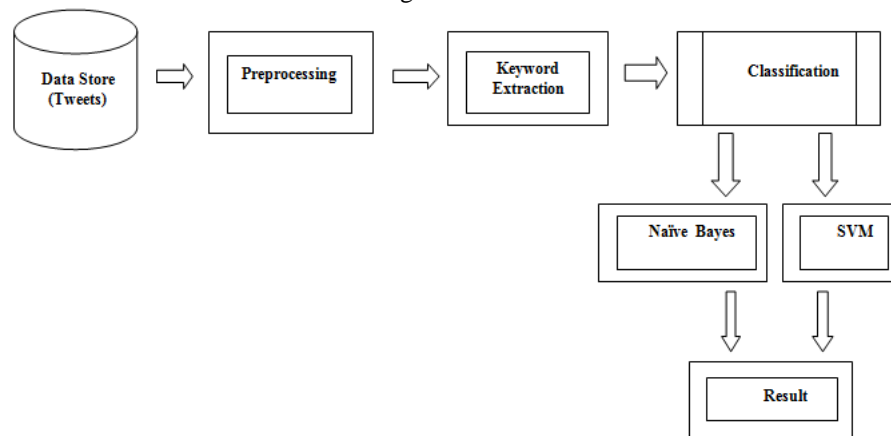 Data Store
(Tweets)
Preprocessing
Keyword
Extraction
Classification
Naïve Bayes
SVM
Result